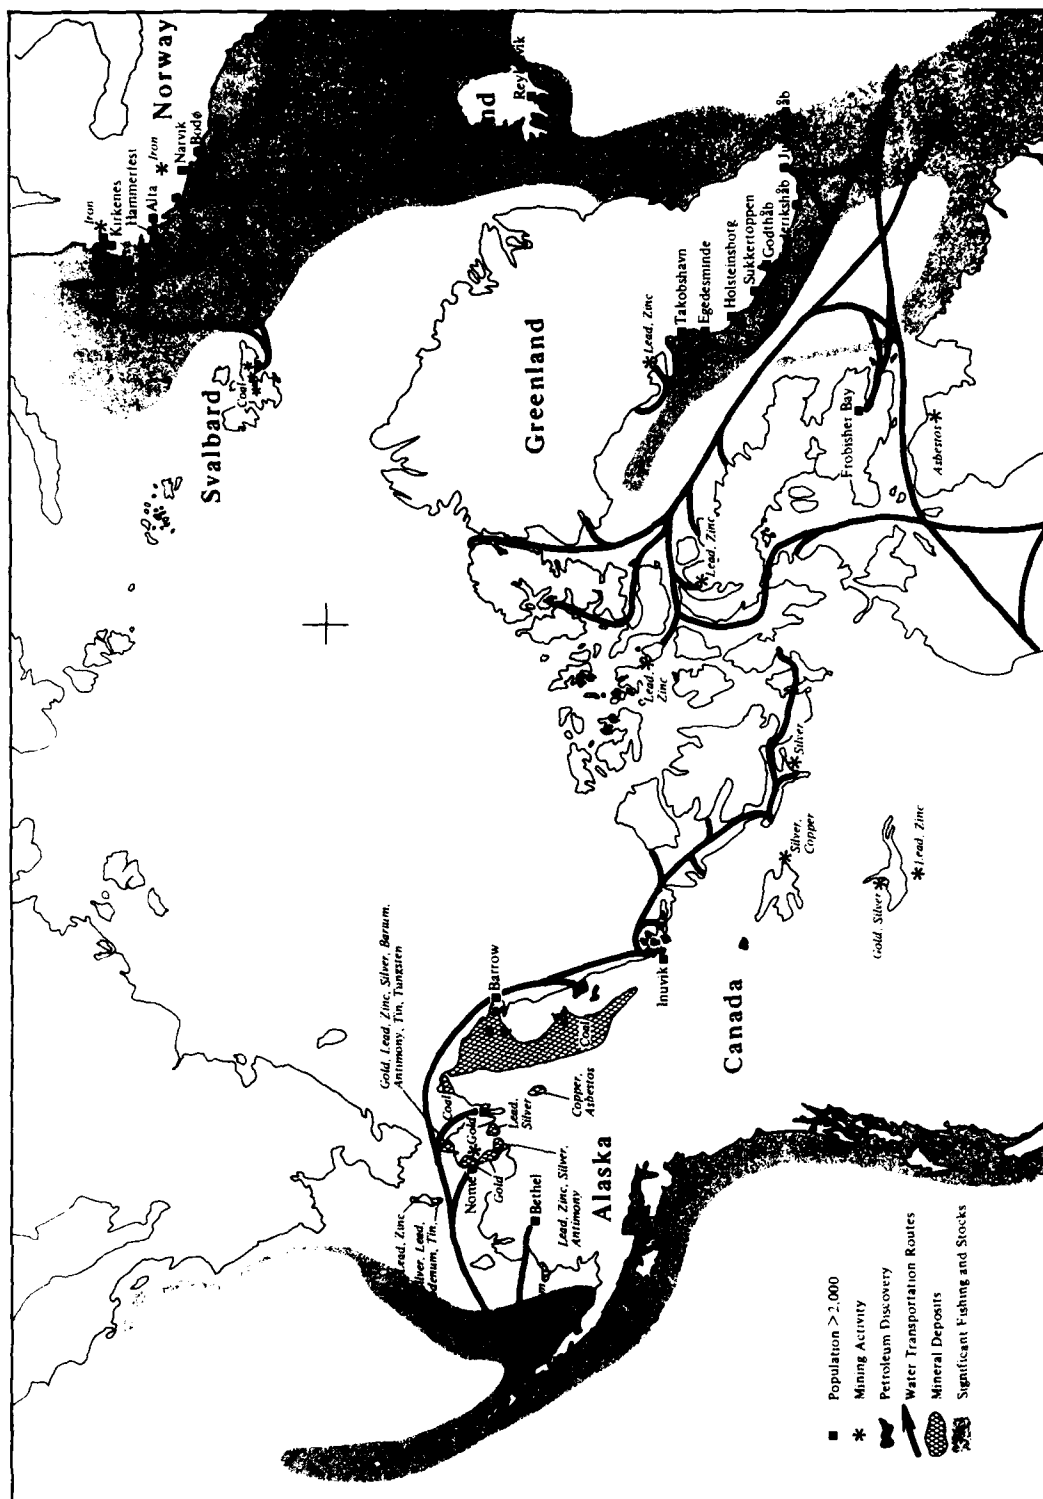 Norway
Iron
Kirkenes
Hammerfest
Alta
Iron
Narvik
Bodø
Svalbard
Coal
Greenland
Lead, Zinc
Takobshavn
Egedesminde
Holsteinsborg
Sukkertoppen
Godthåb
Frobisher Bay
Asbestos
Lead, Zinc
Lead,
Zinc
Silver
Silver,
Copper
Gold, Silver
Lead, Zinc
Inuvik
Canada
Gold, Lead, Zinc, Silver, Barium,
Antimony, Tin, Tungsten
Barrow
Coal
Coal
Copper,
Asbestos
Gold
Lead,
Silver
Nome
Gold
Lead, Zinc, Silver,
Antimony
Lead, Zinc
Lead,
Tin,
Bethel
Alaska
Population > 2,000
Mining Activity
Petroleum Discovery
Water Transportation Routes
Mineral Deposits
Significant Fishing and Stocks